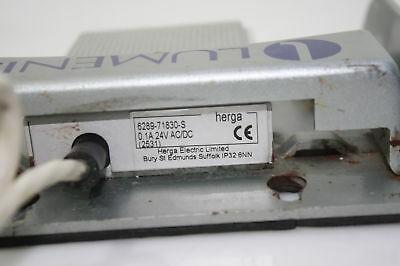 LUMENI
herga
6289-71830-S
0.1A 24V AC/DC
(2531)
CE
Herga Electric Limited
Bury St Edmunds Suffolk IP32 6NN